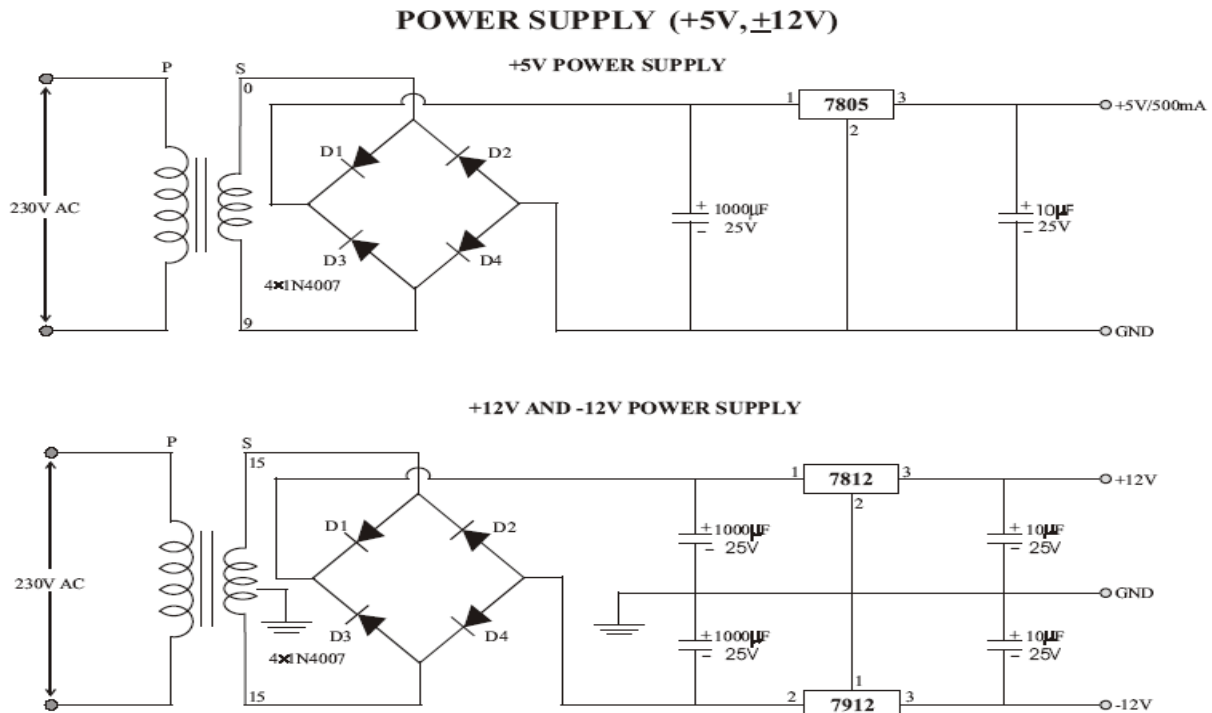 POWER SUPPLY (+5V, ±12V)
+5V POWER SUPPLY
P
S
0
1
7805
3
+5V/500mA
2
D1
D2
230V AC
+ 1000µF
− 25V
+ 10µF
− 25V
D3
D4
4×1N4007
9
GND
+12V AND -12V POWER SUPPLY
P
S
15
1
7812
3
+12V
2
D1
D2
+ 1000µF
− 25V
+ 10µF
− 25V
230V AC
GND
D3
D4
+ 1000µF
− 25V
+ 10µF
− 25V
4×1N4007
1
15
2
7912
3
-12V